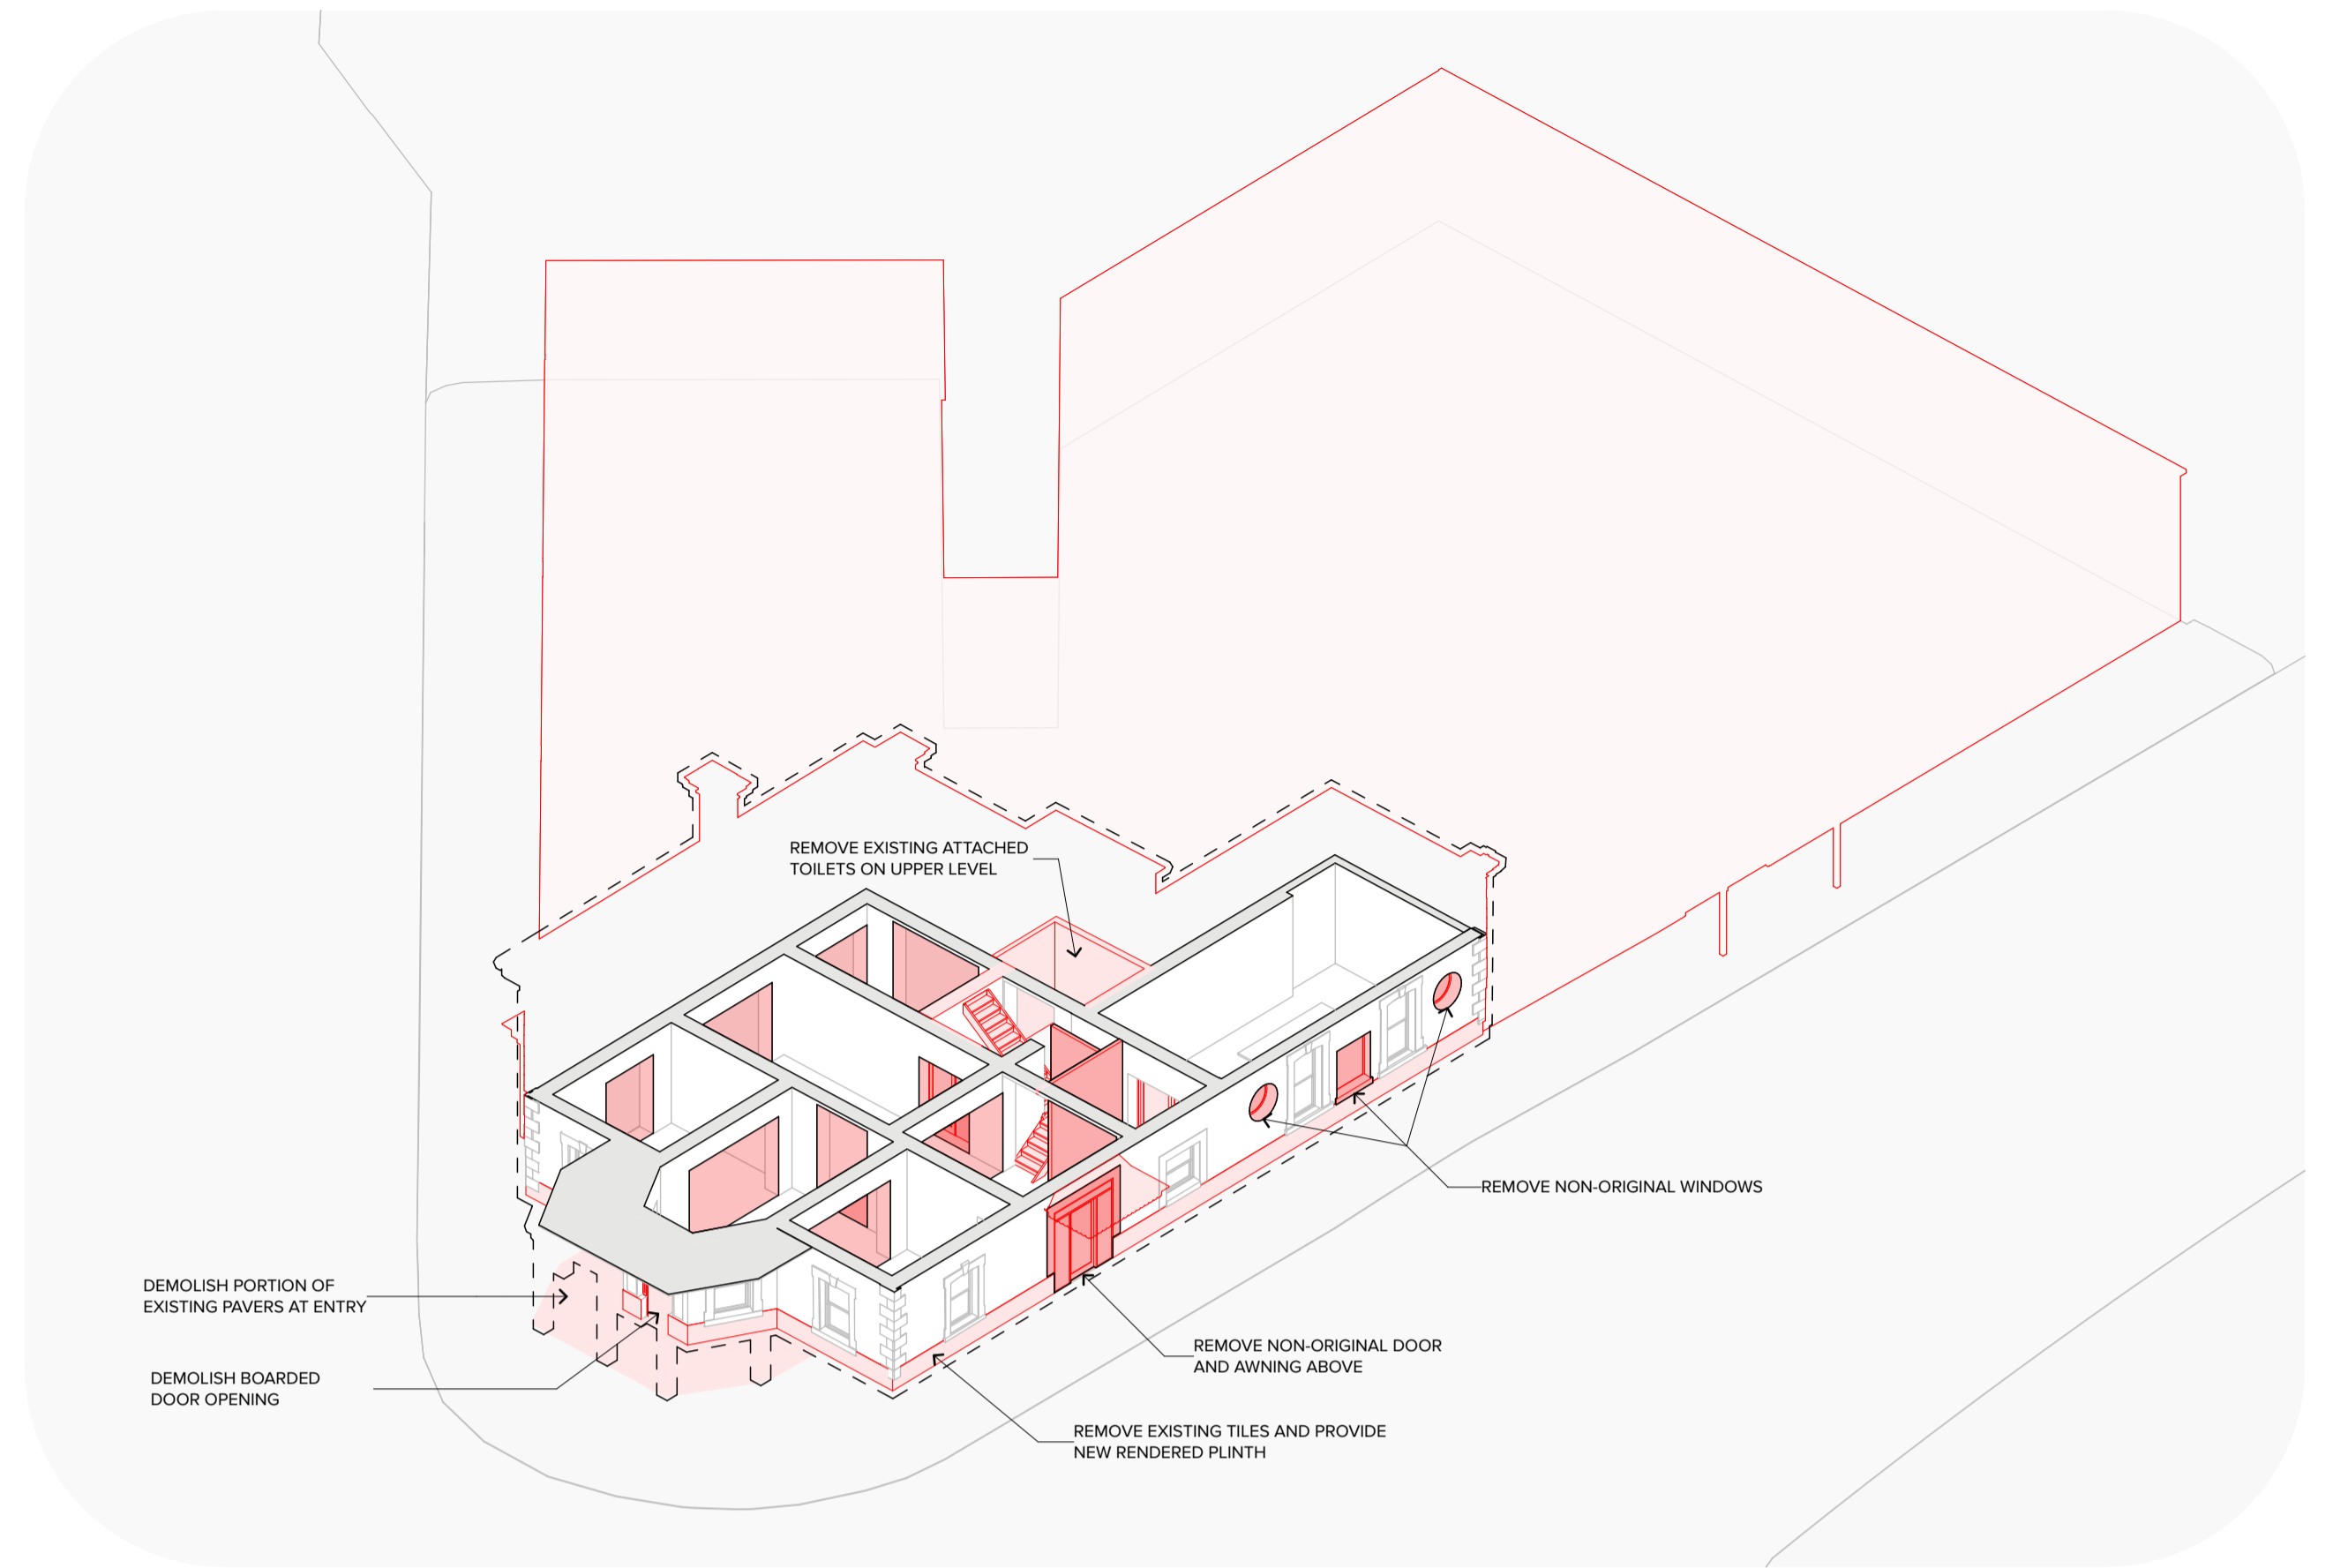 REMOVE EXISTING ATTACHED
TOILETS ON UPPER LEVEL
REMOVE NON-ORIGINAL WINDOWS
DEMOLISH PORTION OF
EXISTING PAVERS AT ENTRY
DEMOLISH BOARDED
DOOR OPENING
REMOVE NON-ORIGINAL DOOR
AND AWNING ABOVE
REMOVE EXISTING TILES AND PROVIDE
NEW RENDERED PLINTH